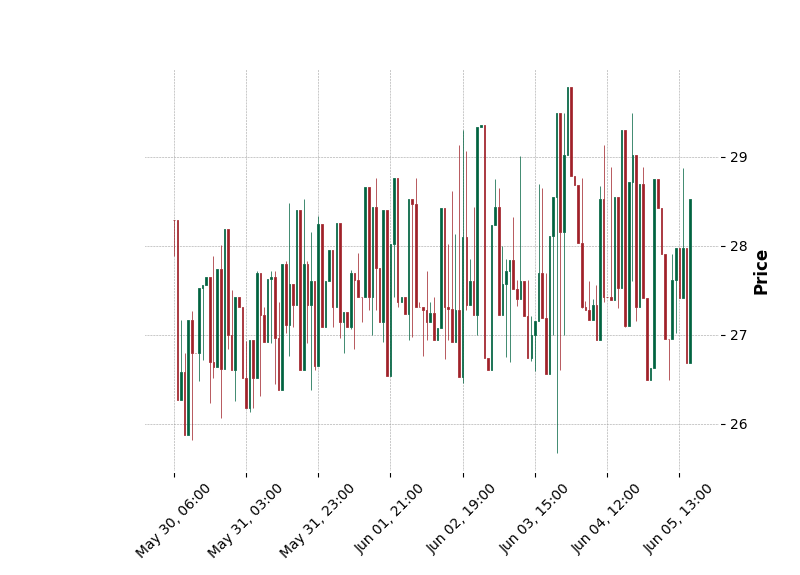 29
28
27
26
Price
May 30, 06:00
May 31, 03:00
May 31, 23:00
Jun 01, 21:00
Jun 02, 19:00
Jun 03, 15:00
Jun 04, 12:00
Jun 05, 13:00